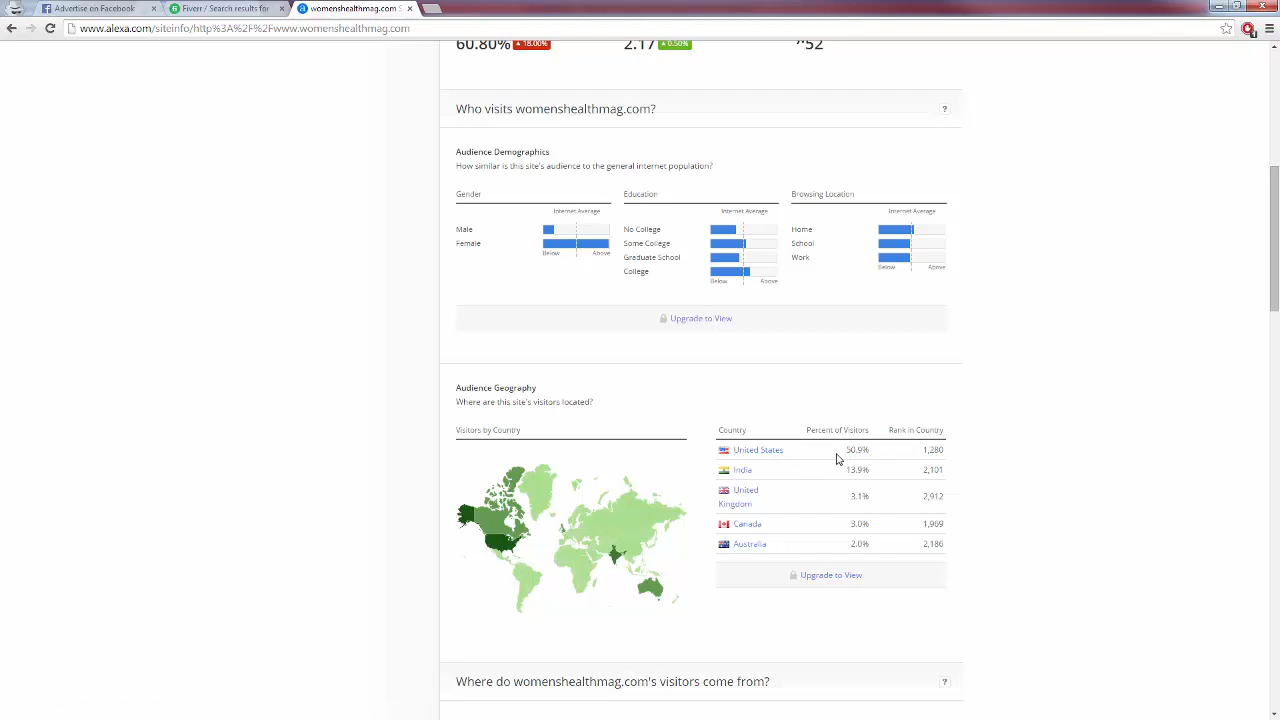 Advertise on Facebook
Fiverr / Search results for
womenshealthmag.com S
www.alexa.com/siteinfo/http%3A%2F%2Fwww.womenshealthmag.com
60.80% 18.00% 2.17 0.50% 52
Who visits womenshealthmag.com? ?
Audience Demographics
How similar is this site's audience to the general internet population?
Gender Education Browsing Location
Internet Average Internet Average Internet Average
Male No College Home
Female Some College School
Below Above Graduate School Work
College Below Above
Below Above
Upgrade to View
Audience Geography
Where are this site's visitors located?
Visitors by Country Country Percent of Visitors Rank in Country
United States 50.9% 1,280
India 13.9% 2,101
United
Kingdom 3.1% 2,912
Canada 3.0% 1,969
Australia 2.0% 2,186
Upgrade to View
Where do womenshealthmag.com's visitors come from? ?